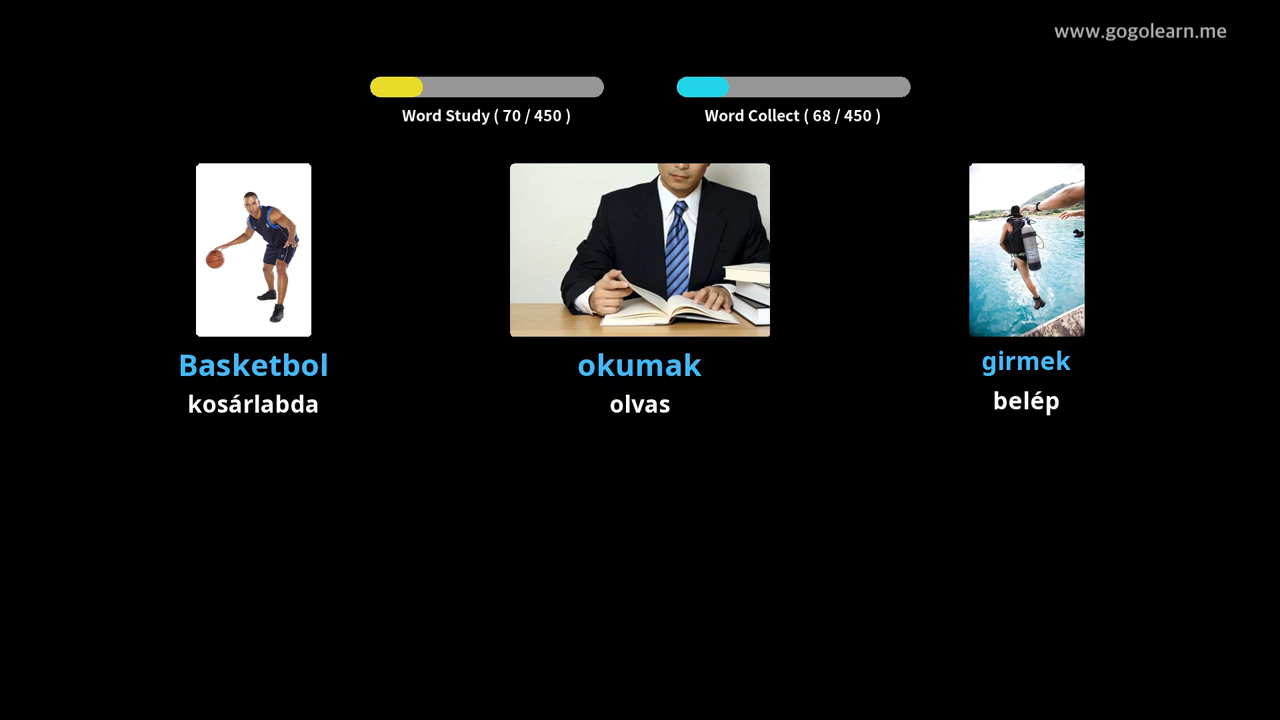 www.gogolearn.me
Word Study ( 70 / 450 )
Word Collect ( 68 / 450 )
Basketbol
kosárlabda
okumak
olvas
girmek
belép